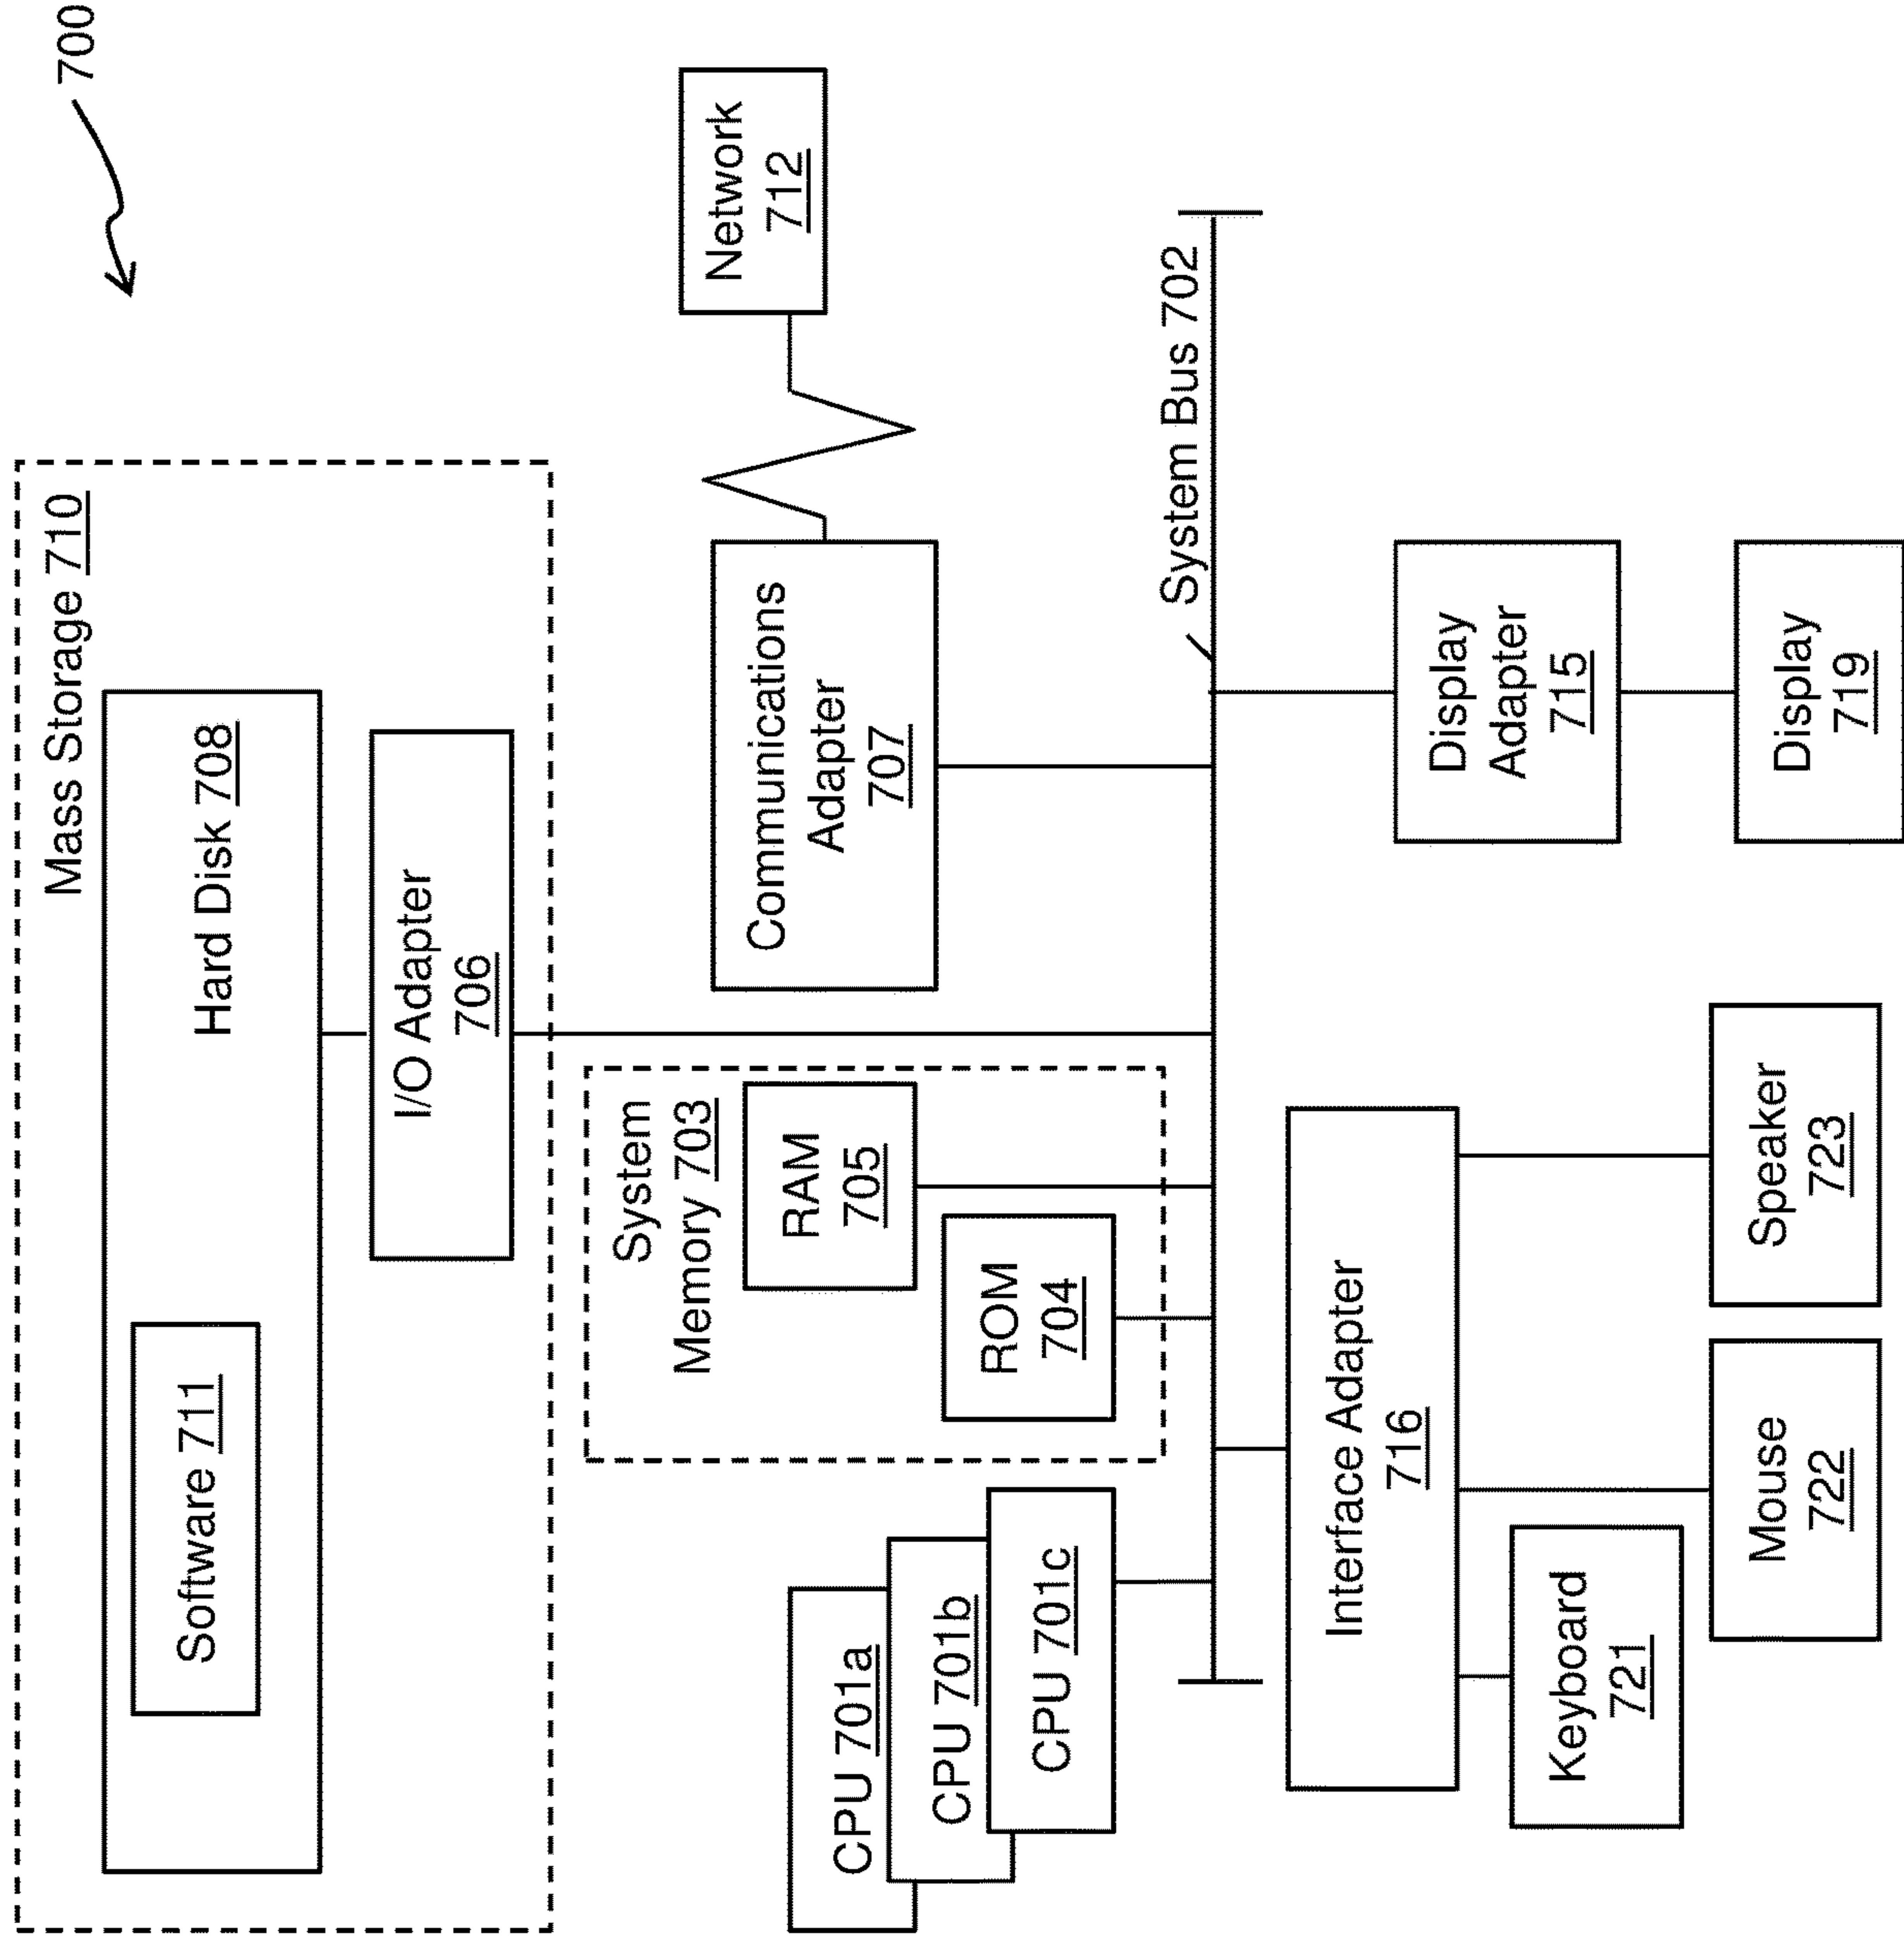 700
Mass Storage 710
Hard Disk 708
Software 711
I/O Adapter
706
System
Memory 703
RAM
705
ROM
704
CPU 701a
CPU 701b
CPU 701c
Communications
Adapter
707
Network
712
System Bus 702
Interface Adapter
716
Keyboard
721
Mouse
722
Speaker
723
Display
Adapter
715
Display
719